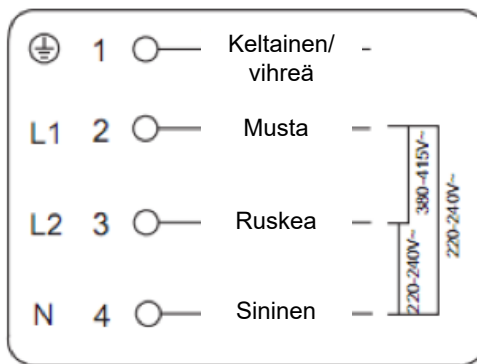 1 Keltainen/
vihreä
L1 2 Musta
L2 3 Ruskea
N 4 Sininen
380-415V~
220-240V~
220-240V~